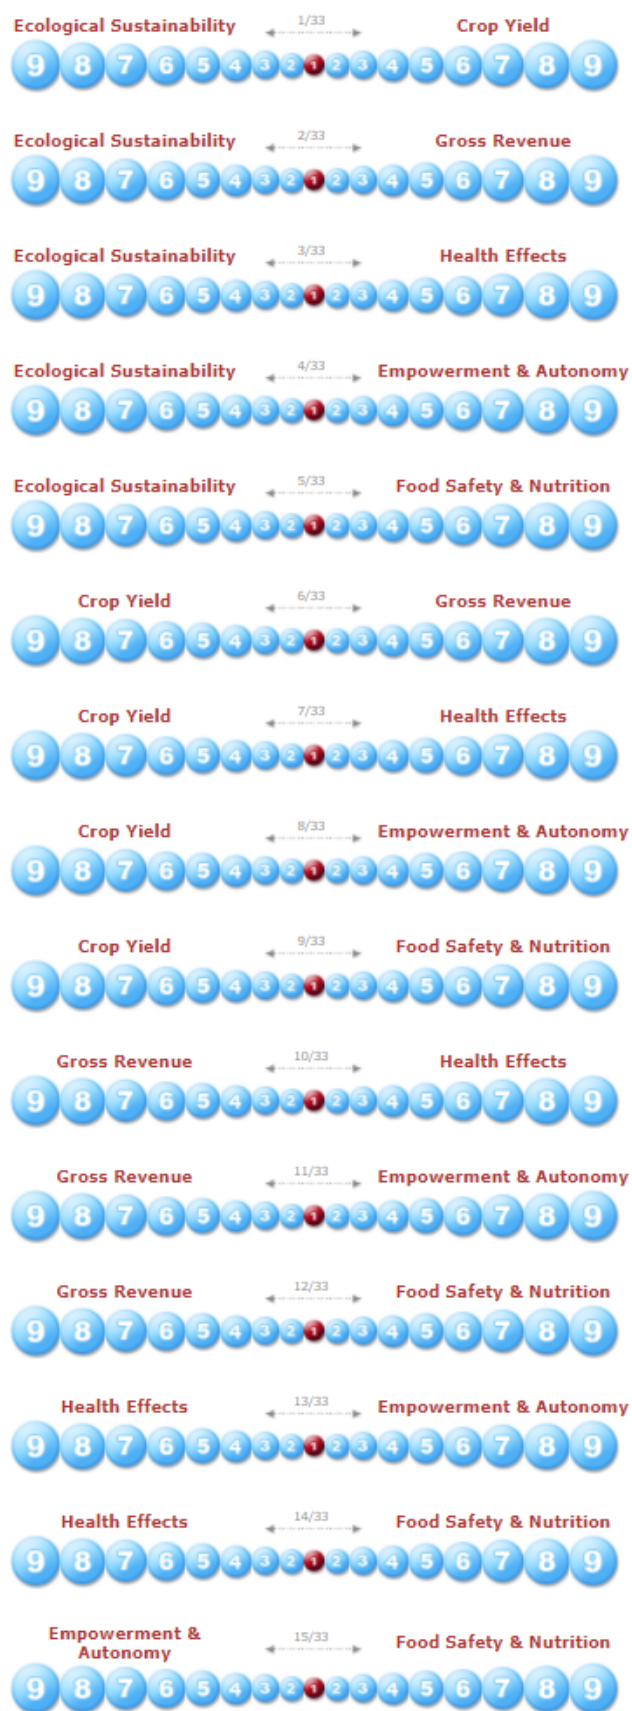 Ecological Sustainability 1/33 Crop Yield
9 8 7 6 5 4 3 2 1 2 3 4 5 6 7 8 9
Ecological Sustainability 2/33 Gross Revenue
9 8 7 6 5 4 3 2 1 2 3 4 5 6 7 8 9
Ecological Sustainability 3/33 Health Effects
9 8 7 6 5 4 3 2 1 2 3 4 5 6 7 8 9
Ecological Sustainability 4/33 Empowerment & Autonomy
9 8 7 6 5 4 3 2 1 2 3 4 5 6 7 8 9
Ecological Sustainability 5/33 Food Safety & Nutrition
9 8 7 6 5 4 3 2 1 2 3 4 5 6 7 8 9
Crop Yield 6/33 Gross Revenue
9 8 7 6 5 4 3 2 1 2 3 4 5 6 7 8 9
Crop Yield 7/33 Health Effects
9 8 7 6 5 4 3 2 1 2 3 4 5 6 7 8 9
Crop Yield 8/33 Empowerment & Autonomy
9 8 7 6 5 4 3 2 1 2 3 4 5 6 7 8 9
Crop Yield 9/33 Food Safety & Nutrition
9 8 7 6 5 4 3 2 1 2 3 4 5 6 7 8 9
Gross Revenue 10/33 Health Effects
9 8 7 6 5 4 3 2 1 2 3 4 5 6 7 8 9
Gross Revenue 11/33 Empowerment & Autonomy
9 8 7 6 5 4 3 2 1 2 3 4 5 6 7 8 9
Gross Revenue 12/33 Food Safety & Nutrition
9 8 7 6 5 4 3 2 1 2 3 4 5 6 7 8 9
Health Effects 13/33 Empowerment & Autonomy
9 8 7 6 5 4 3 2 1 2 3 4 5 6 7 8 9
Health Effects 14/33 Food Safety & Nutrition
9 8 7 6 5 4 3 2 1 2 3 4 5 6 7 8 9
Empowerment &
Autonomy 15/33 Food Safety & Nutrition
9 8 7 6 5 4 3 2 1 2 3 4 5 6 7 8 9